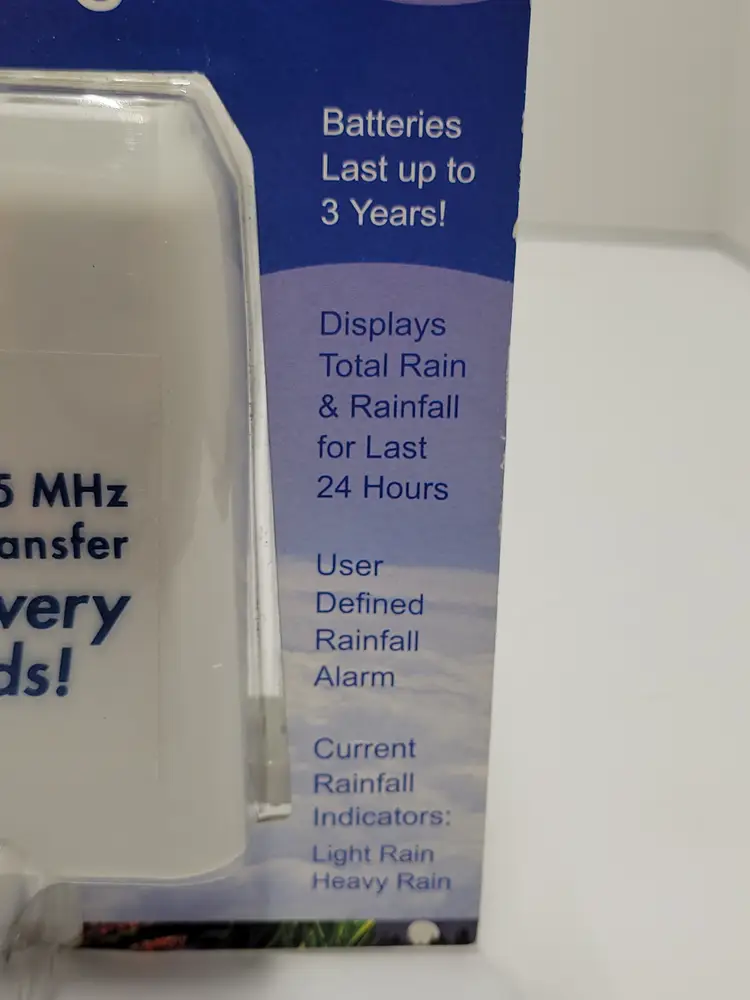 Batteries
Last up to
3 Years!
Displays
Total Rain
& Rainfall
for Last
24 Hours
User
Defined
Rainfall
Alarm
Current
Rainfall
Indicators:
Light Rain
Heavy Rain
5 MHz
ansfer
very
ds!